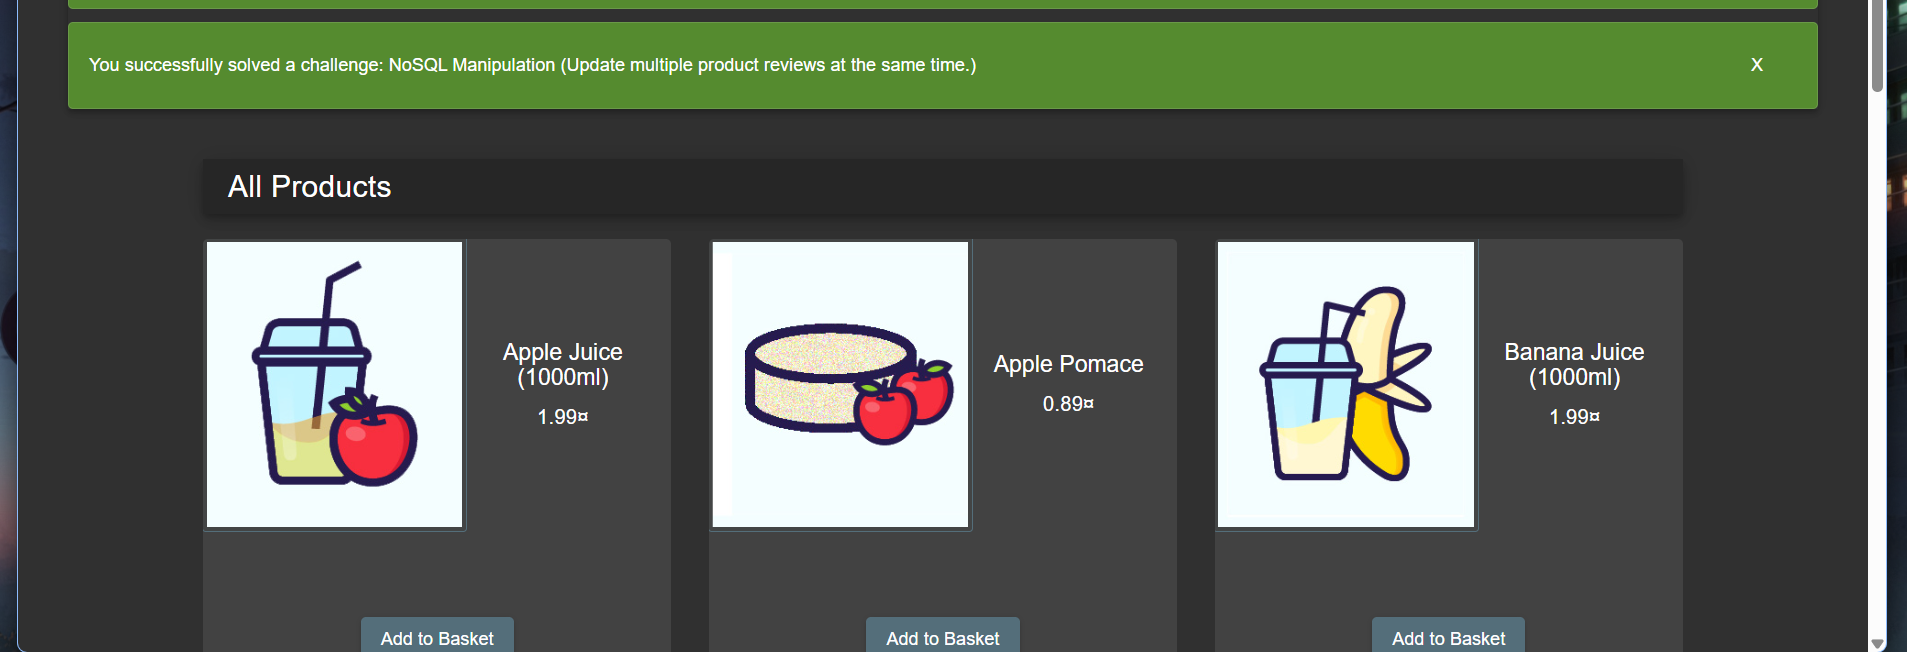 You successfully solved a challenge: NoSQL Manipulation (Update multiple product reviews at the same time.)
X
All Products
Apple Juice
(1000ml)
1.99¤
Apple Pomace
0.89¤
Banana Juice
(1000ml)
1.99¤
Add to Basket
Add to Basket
Add to Basket